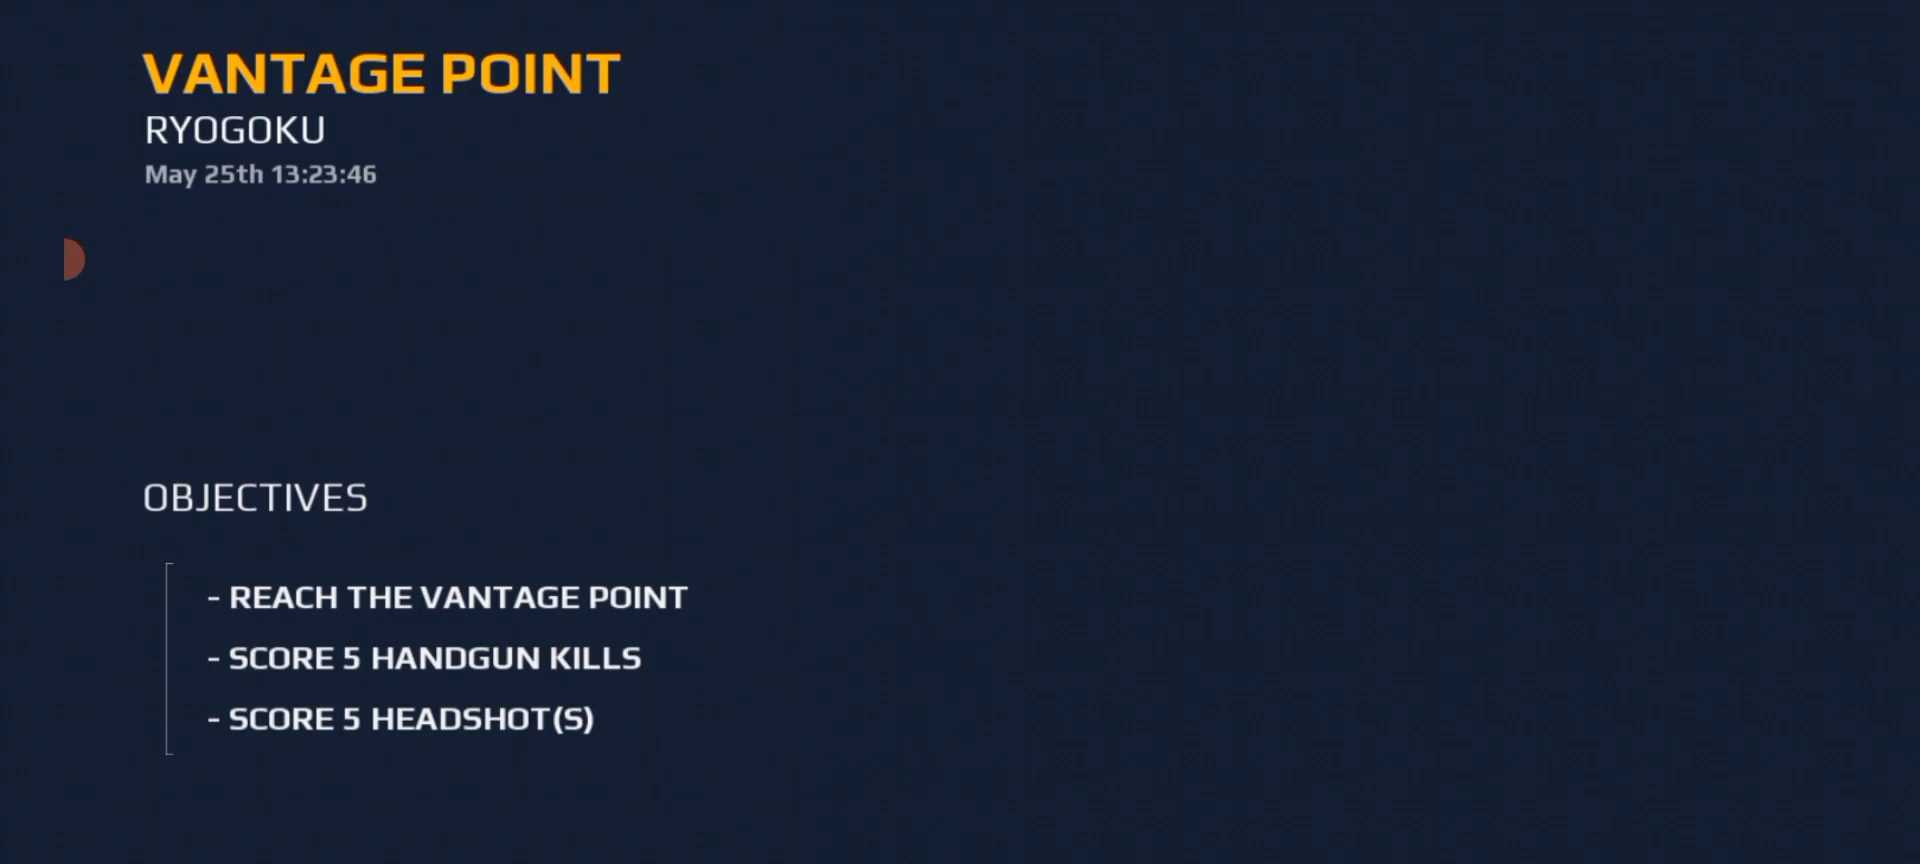 VANTAGE POINT
RYOGOKU
May 25th 13:23:46
OBJECTIVES
- REACH THE VANTAGE POINT
- SCORE 5 HANDGUN KILLS
- SCORE 5 HEADSHOT(S)